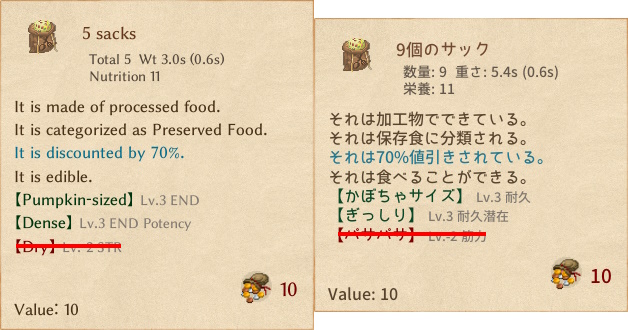 5 sacks
Total 5 Wt 3.0s (0.6s)
Nutrition 11
It is made of processed food.
It is categorized as Preserved Food.
It is discounted by 70%.
It is edible.
【Pumpkin-sized】 Lv.3 END
【Dense】 Lv.3 END Potency
【Dry】 Lv.-2 STR
10
Value: 10
9個のサック
数量: 9 重さ: 5.4s (0.6s)
栄養: 11
それは加工物でできている。
それは保存食に分類される。
それは70%値引きされている。
それは食べることができる。
【かぼちゃサイズ】 Lv.3 耐久
【ぎっしり】 Lv.3 耐久潜在
【パサパサ】 Lv.-2 筋力
10
Value: 10